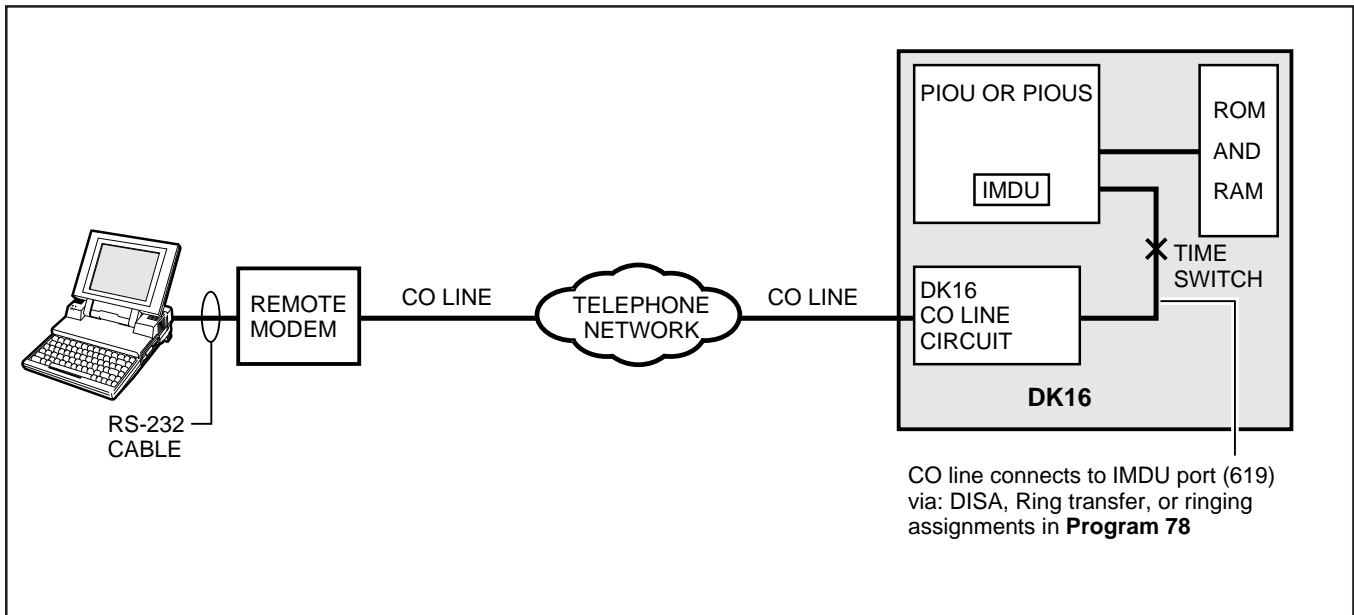 PIOU OR PIOUS
IMDU
ROM
AND
RAM
TIME
SWITCH
REMOTE
MODEM
CO LINE
TELEPHONE
NETWORK
CO LINE
DK16
CO LINE
CIRCUIT
DK16
RS-232
CABLE
CO line connects to IMDU port (619)
via: DISA, Ring transfer, or ringing
assignments in Program 78